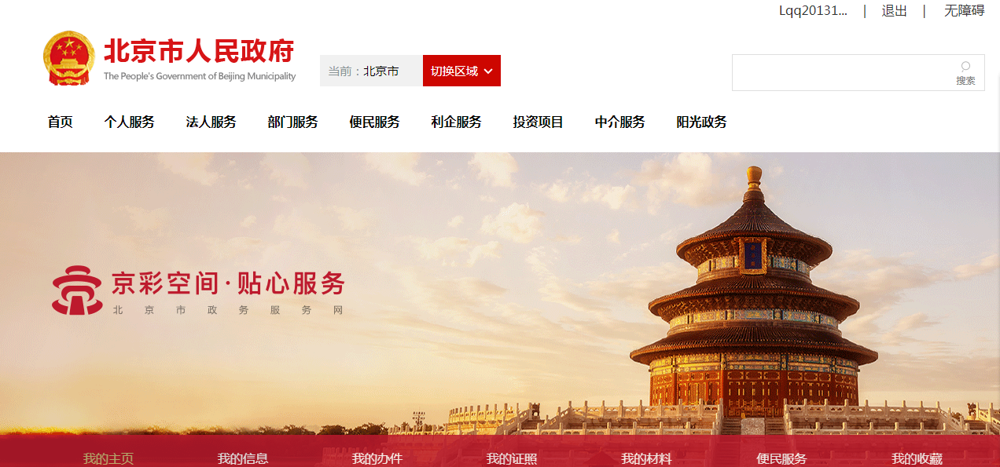 Lqq20131... | 退出 | 无障碍
北京市人民政府
The People's Government of Beijing Municipality
当前：北京市 切换区域
搜索
首页 个人服务 法人服务 部门服务 便民服务 利企服务 投资项目 中介服务 阳光政务
京彩空间·贴心服务
北京市政务服务网
我的主页 我的信息 我的办件 我的证照 我的材料 便民服务 我的收藏